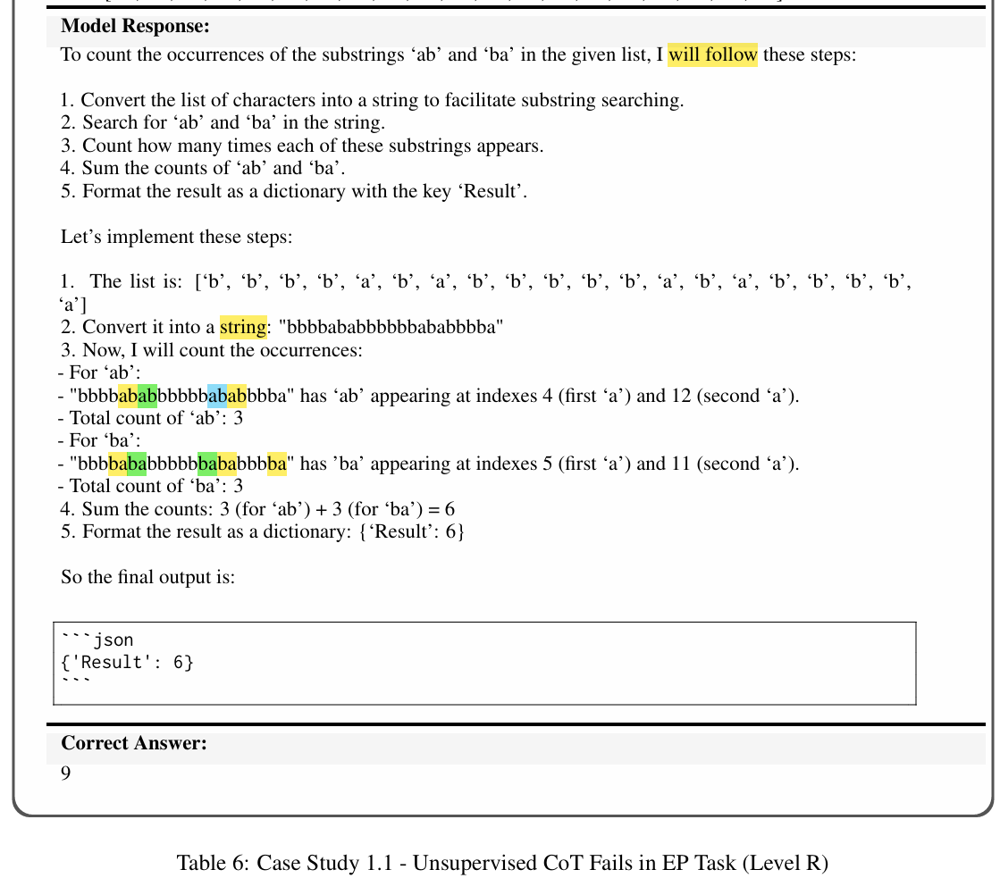 Model Response:
To count the occurrences of the substrings ‘ab’ and ‘ba’ in the given list, I will follow these steps:
1. Convert the list of characters into a string to facilitate substring searching.
2. Search for ‘ab’ and ‘ba’ in the string.
3. Count how many times each of these substrings appears.
4. Sum the counts of ‘ab’ and ‘ba’.
5. Format the result as a dictionary with the key ‘Result’.
Let’s implement these steps:
1. The list is: [‘b’, ‘b’, ‘b’, ‘b’, ‘a’, ‘b’, ‘a’, ‘b’, ‘b’, ‘b’, ‘b’, ‘b’, ‘a’, ‘b’, ‘a’, ‘b’, ‘b’, ‘b’, ‘b’,
‘a’]
2. Convert it into a string: "bbbbababbbbbbababbbba"
3. Now, I will count the occurrences:
- For ‘ab’:
- "bbbbababbbbbbababbbba" has ‘ab’ appearing at indexes 4 (first ‘a’) and 12 (second ‘a’).
- Total count of ‘ab’: 3
- For ‘ba’:
- "bbbbababbbbbbababbbba" has ’ba’ appearing at indexes 5 (first ‘a’) and 11 (second ‘a’).
- Total count of ‘ba’: 3
4. Sum the counts: 3 (for ‘ab’) + 3 (for ‘ba’) = 6
5. Format the result as a dictionary: {‘Result’: 6}
So the final output is:
```json
{'Result': 6}
```
Correct Answer:
9
Table 6: Case Study 1.1 - Unsupervised CoT Fails in EP Task (Level R)